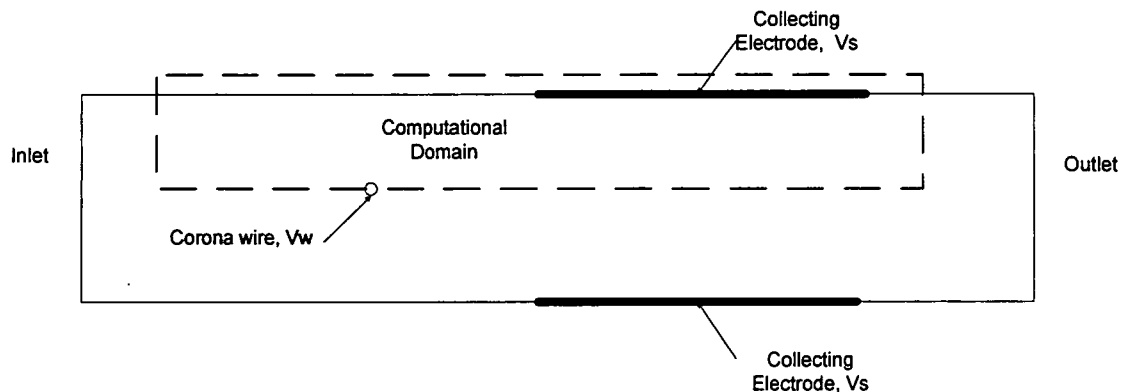 Collecting
Electrode, Vs
Computational
Domain
Inlet
Outlet
Corona wire, Vw
Collecting
Electrode, Vs